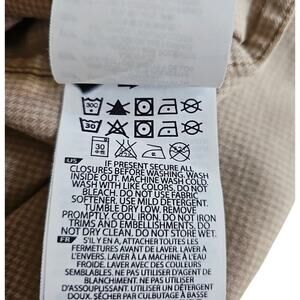 30C
30
30
US
IF PRESENT SECURE ALL
CLOSURES BEFORE WASHING. WASH
INSIDE OUT. MACHINE WASH COLD.
WASH WITH LIKE COLORS. DO NOT
BLEACH. DO NOT USE FABRIC
SOFTENER. USE MILD DETERGENT.
TUMBLE DRY LOW. REMOVE
PROMPTLY. COOL IRON. DO NOT IRON
TRIMS AND EMBELLISHMENTS. DO
NOT DRY CLEAN. DO NOT STORE WET.
FR
S'IL Y EN A, ATTACHER TOUTES LES
FERMETURES AVANT DE LAVER. LAVER À
L'ENVERS. LAVER À LA MACHINE À L'EAU
FROIDE. LAVER AVEC LES COULEURS
SEMBLABLES. NE PAS UTILISER D'AGENT
DE BLANCHIMENT. NE PAS UTILISER
D'ASSOUPLISSANT. UTILISER UN DÉTERGENT
DOUX. SÉCHER PAR CULBUTAGE À BASSE